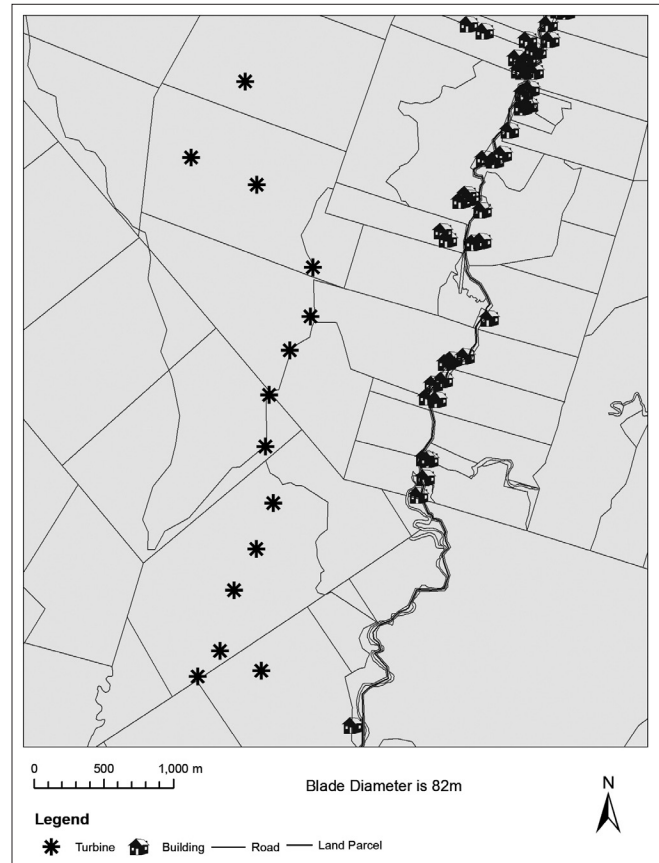 0 500 1,000 m
Blade Diameter is 82m
N
Legend
Turbine Building Road Land Parcel